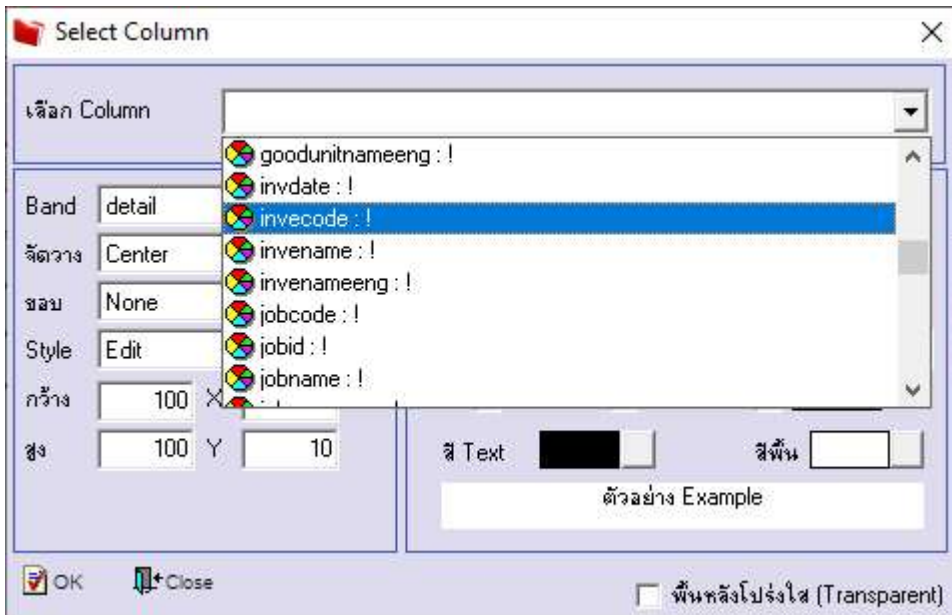 Select Column
เลือก Column
goodunitnameeng : !
invdate : !
invecode : !
invename : !
invenameeng : !
jobcode : !
jobid : !
jobname : !
Band detail
จัดวาง Center
ขอบ None
Style Edit
กว้าง 100 X
สูง 100 Y 10
สี Text
สีพื้น
ตัวอย่าง Example
OK
Close
พื้นหลังโปร่งใส (Transparent)